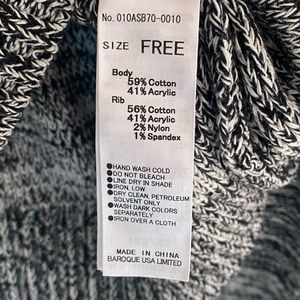 No. 010ASB70-0010
SIZE FREE
Body
59% Cotton
41% Acrylic
Rib
56% Cotton
41% Acrylic
2% Nylon
1% Spandex
●HAND WASH COLD
●DO NOT BLEACH
●LINE DRY IN SHADE
●IRON, LOW
●DRY CLEAN, PETROLEUM
SOLVENT ONLY
●WASH DARK COLORS
SEPARATELY
●IRON OVER A CLOTH
MADE IN CHINA
BAROQUE USA LIMITED